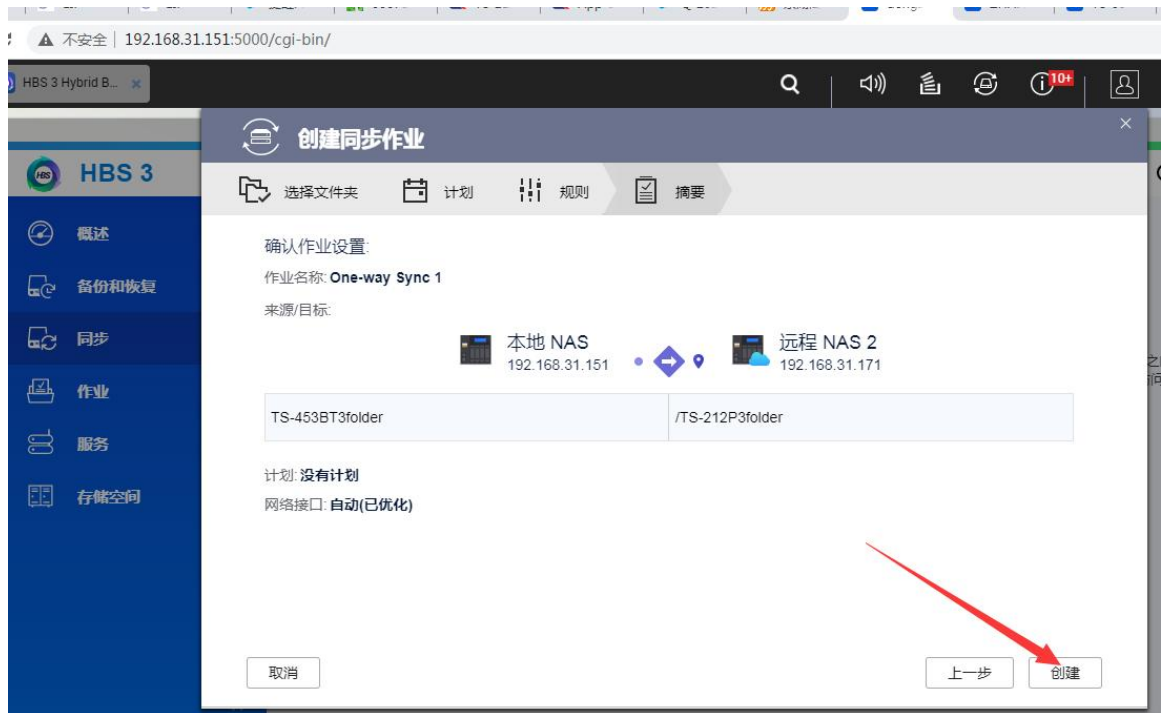 不安全 | 192.168.31.151:5000/cgi-bin/
HBS 3 Hybrid B...
10+
创建同步作业
HBS 3
选择文件夹 计划 规则 摘要
概述
备份和恢复
同步
作业
服务
存储空间
确认作业设置:
作业名称: One-way Sync 1
来源/目标:
本地 NAS
192.168.31.151
远程 NAS 2
192.168.31.171
TS-453BT3folder
/TS-212P3folder
计划: 没有计划
网络接口: 自动(已优化)
取消
上一步
创建